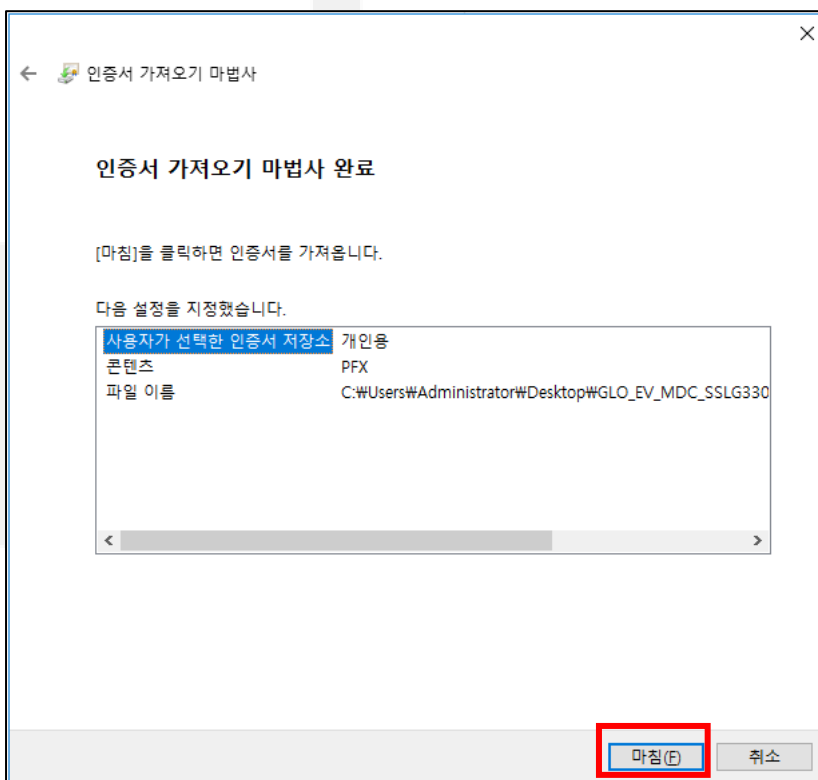 인증서 가져오기 마법사
인증서 가져오기 마법사 완료
[마침]을 클릭하면 인증서를 가져옵니다.
다음 설정을 지정했습니다.
사용자가 선택한 인증서 저장소 개인용
콘텐츠 PFX
파일 이름 C:₩Users₩Administrator₩Desktop₩GLO_EV_MDC_SSLG330
마침(F) 취소